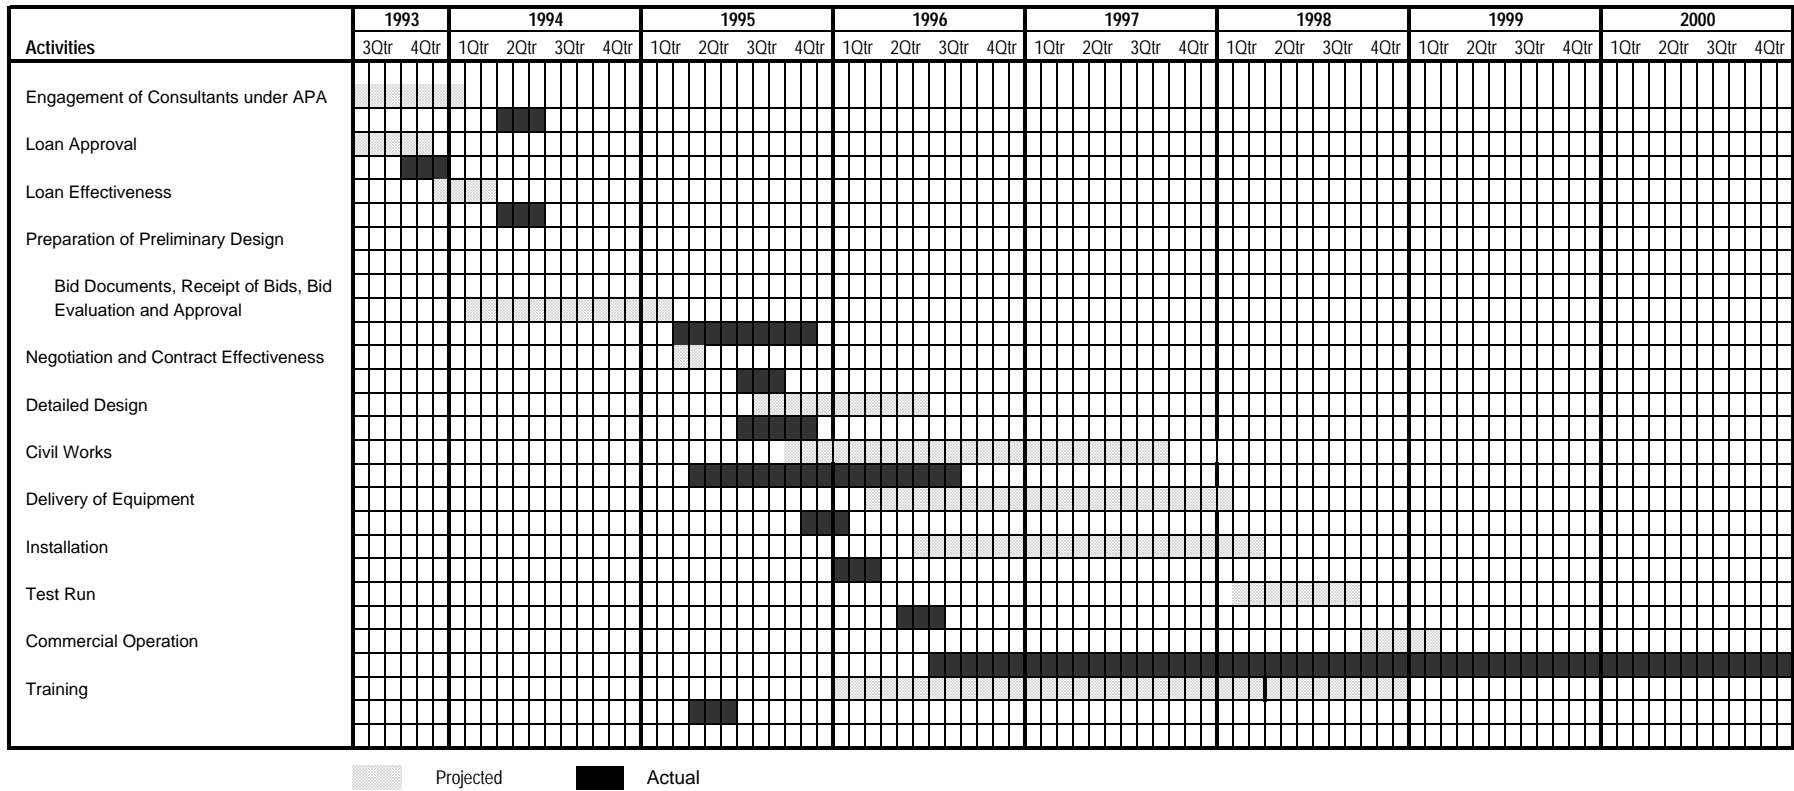 1993 1994 1995 1996 1997 1998 1999 2000
Activities 3Qtr 4Qtr 1Qtr 2Qtr 3Qtr 4Qtr 1Qtr 2Qtr 3Qtr 4Qtr 1Qtr 2Qtr 3Qtr 4Qtr 1Qtr 2Qtr 3Qtr 4Qtr 1Qtr 2Qtr 3Qtr 4Qtr 1Qtr 2Qtr 3Qtr 4Qtr 1Qtr 2Qtr 3Qtr 4Qtr
Engagement of Consultants under APA
Loan Approval
Loan Effectiveness
Preparation of Preliminary Design
Bid Documents, Receipt of Bids, Bid
Evaluation and Approval
Negotiation and Contract Effectiveness
Detailed Design
Civil Works
Delivery of Equipment
Installation
Test Run
Commercial Operation
Training
Projected Actual